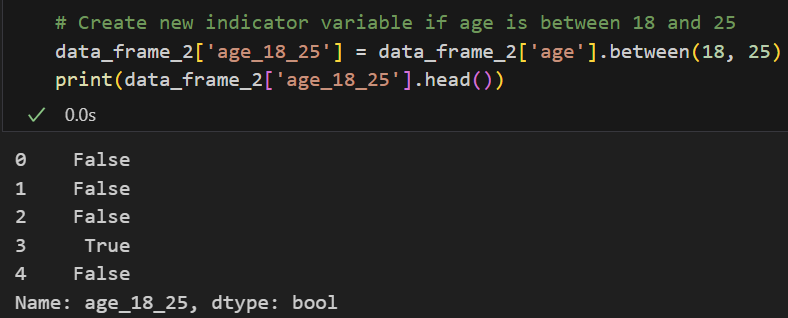 # Create new indicator variable if age is between 18 and 25
data_frame_2['age_18_25'] = data_frame_2['age'].between(18, 25)
print(data_frame_2['age_18_25'].head())
✓ 0.0s
0    False
1    False
2    False
3     True
4    False
Name: age_18_25, dtype: bool